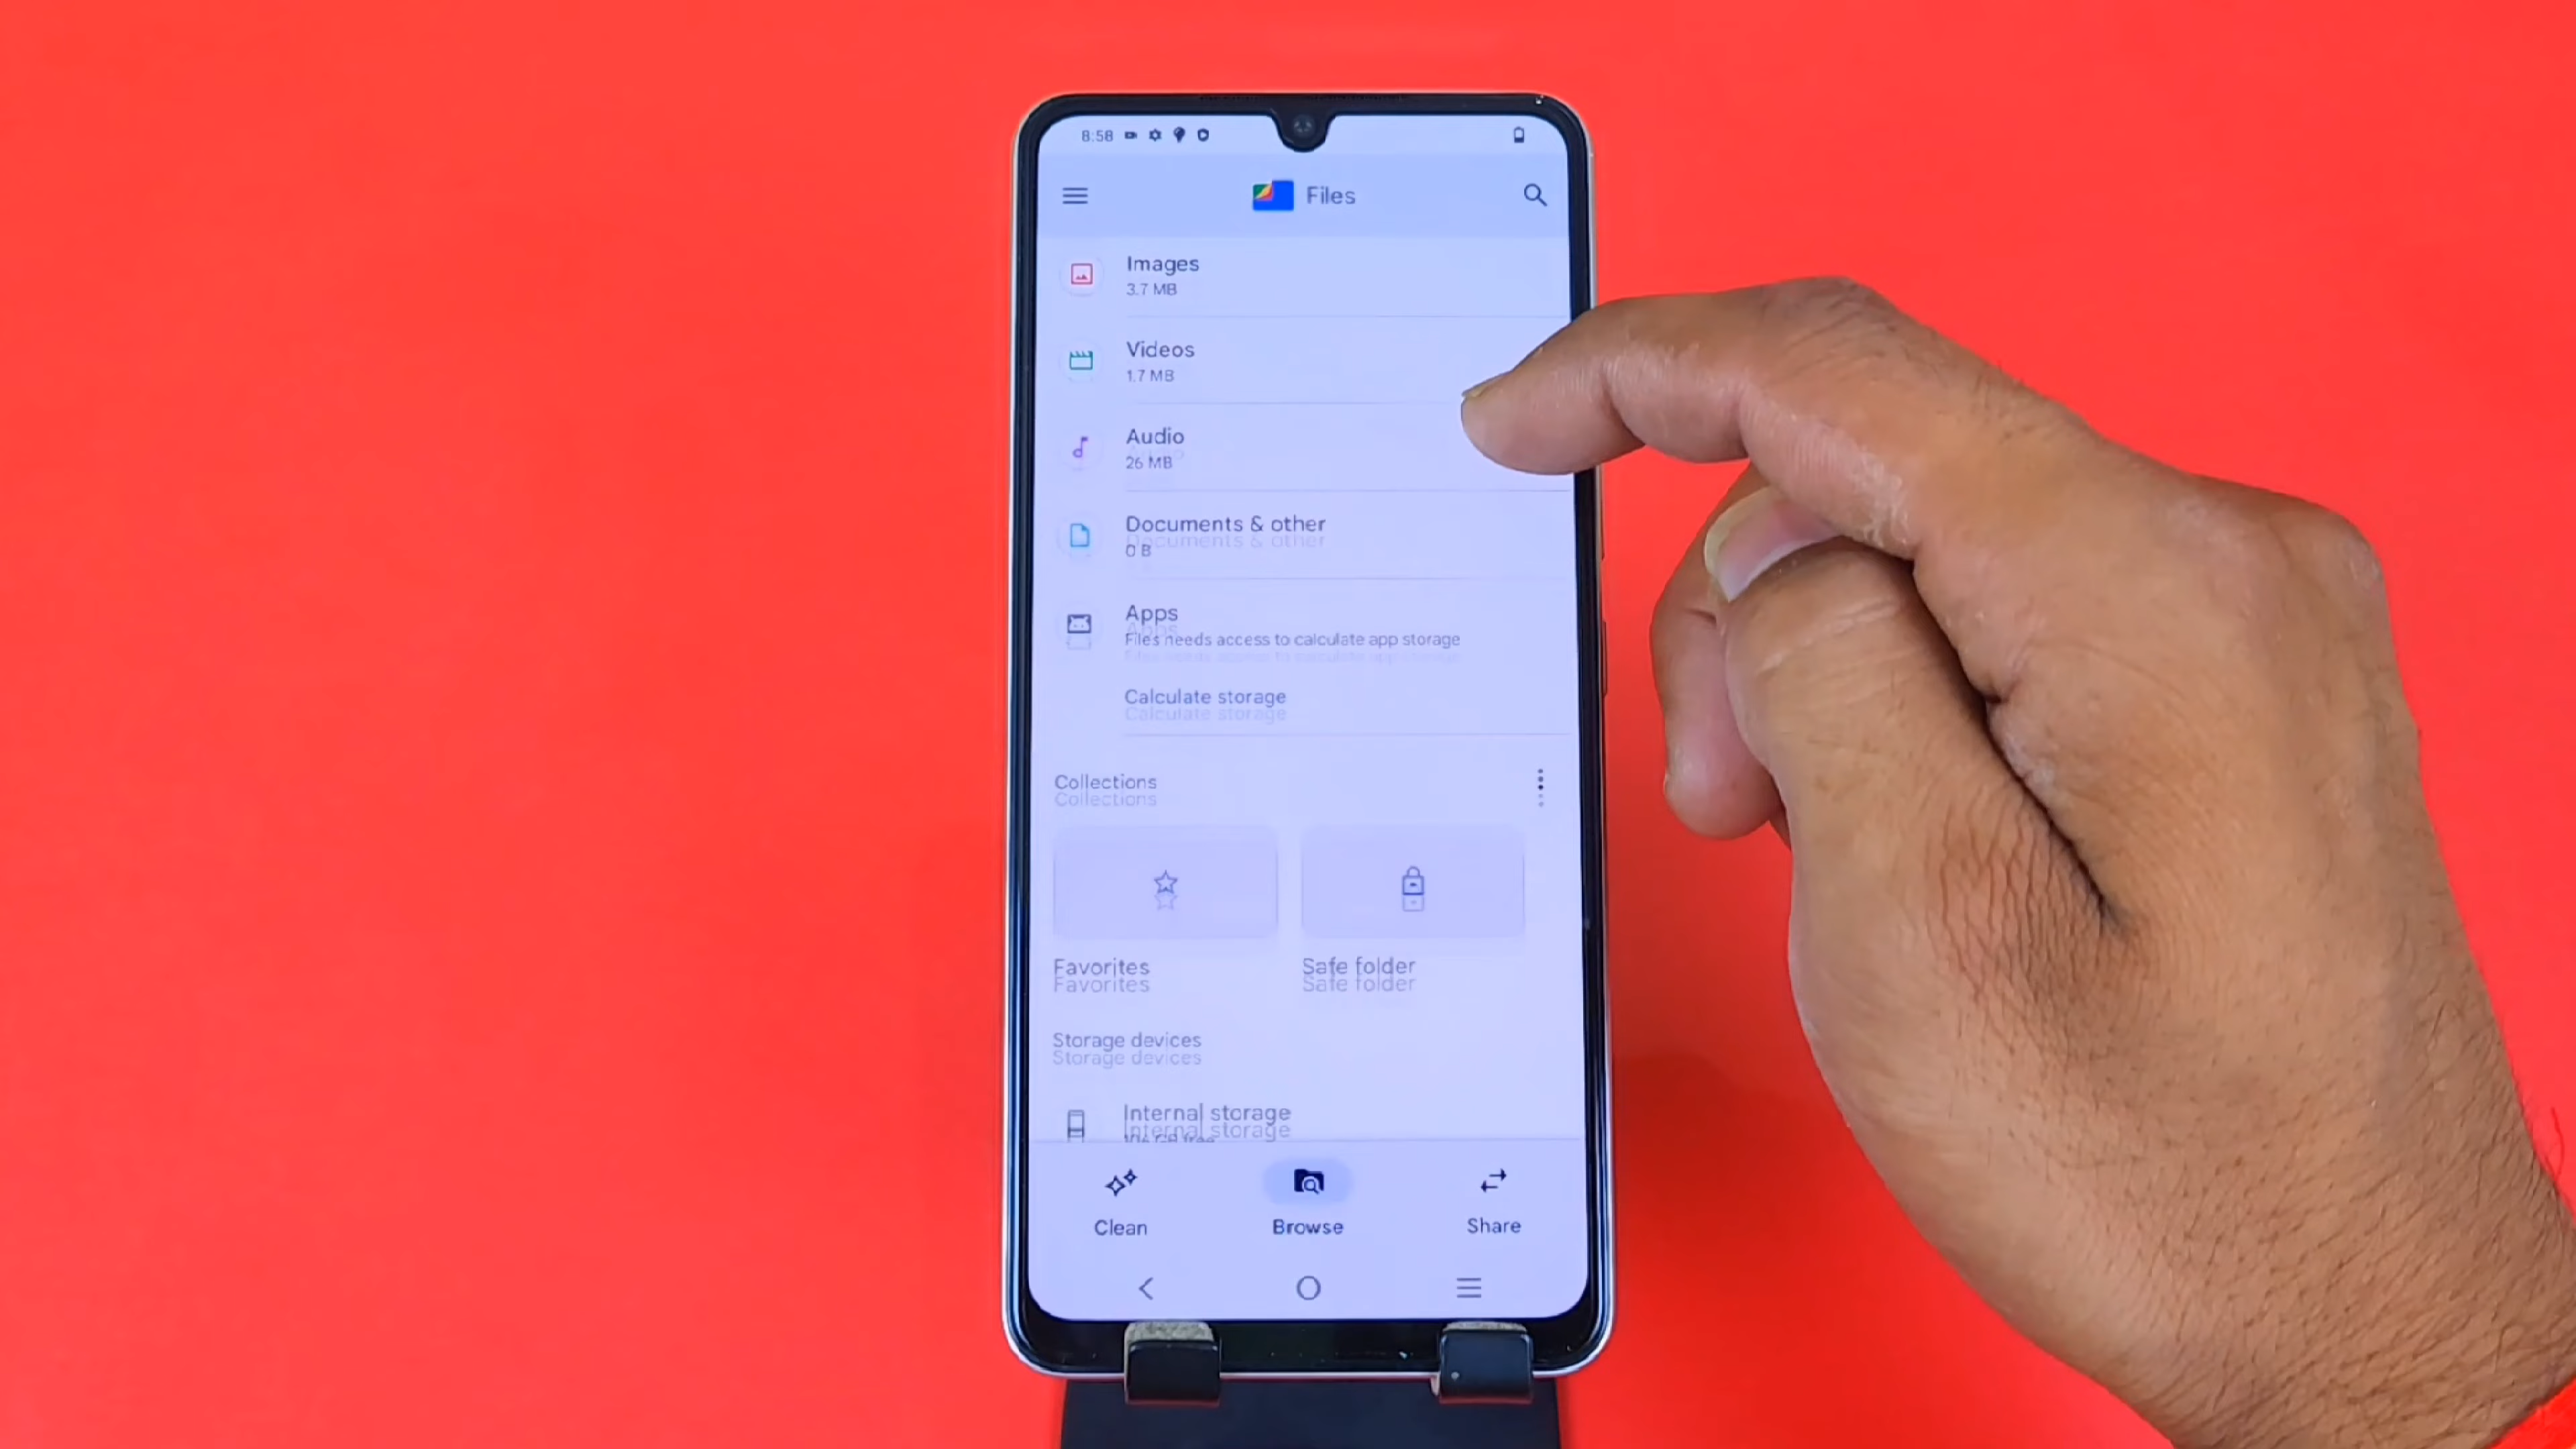 8:58
Files
Images
3.7 MB
Videos
1.7 MB
Audio
26 MB
Documents & other
0 B
Apps
Files needs access to calculate app storage
Calculate storage
Collections
Favorites
Safe folder
Storage devices
Internal storage
Clean
Browse
Share